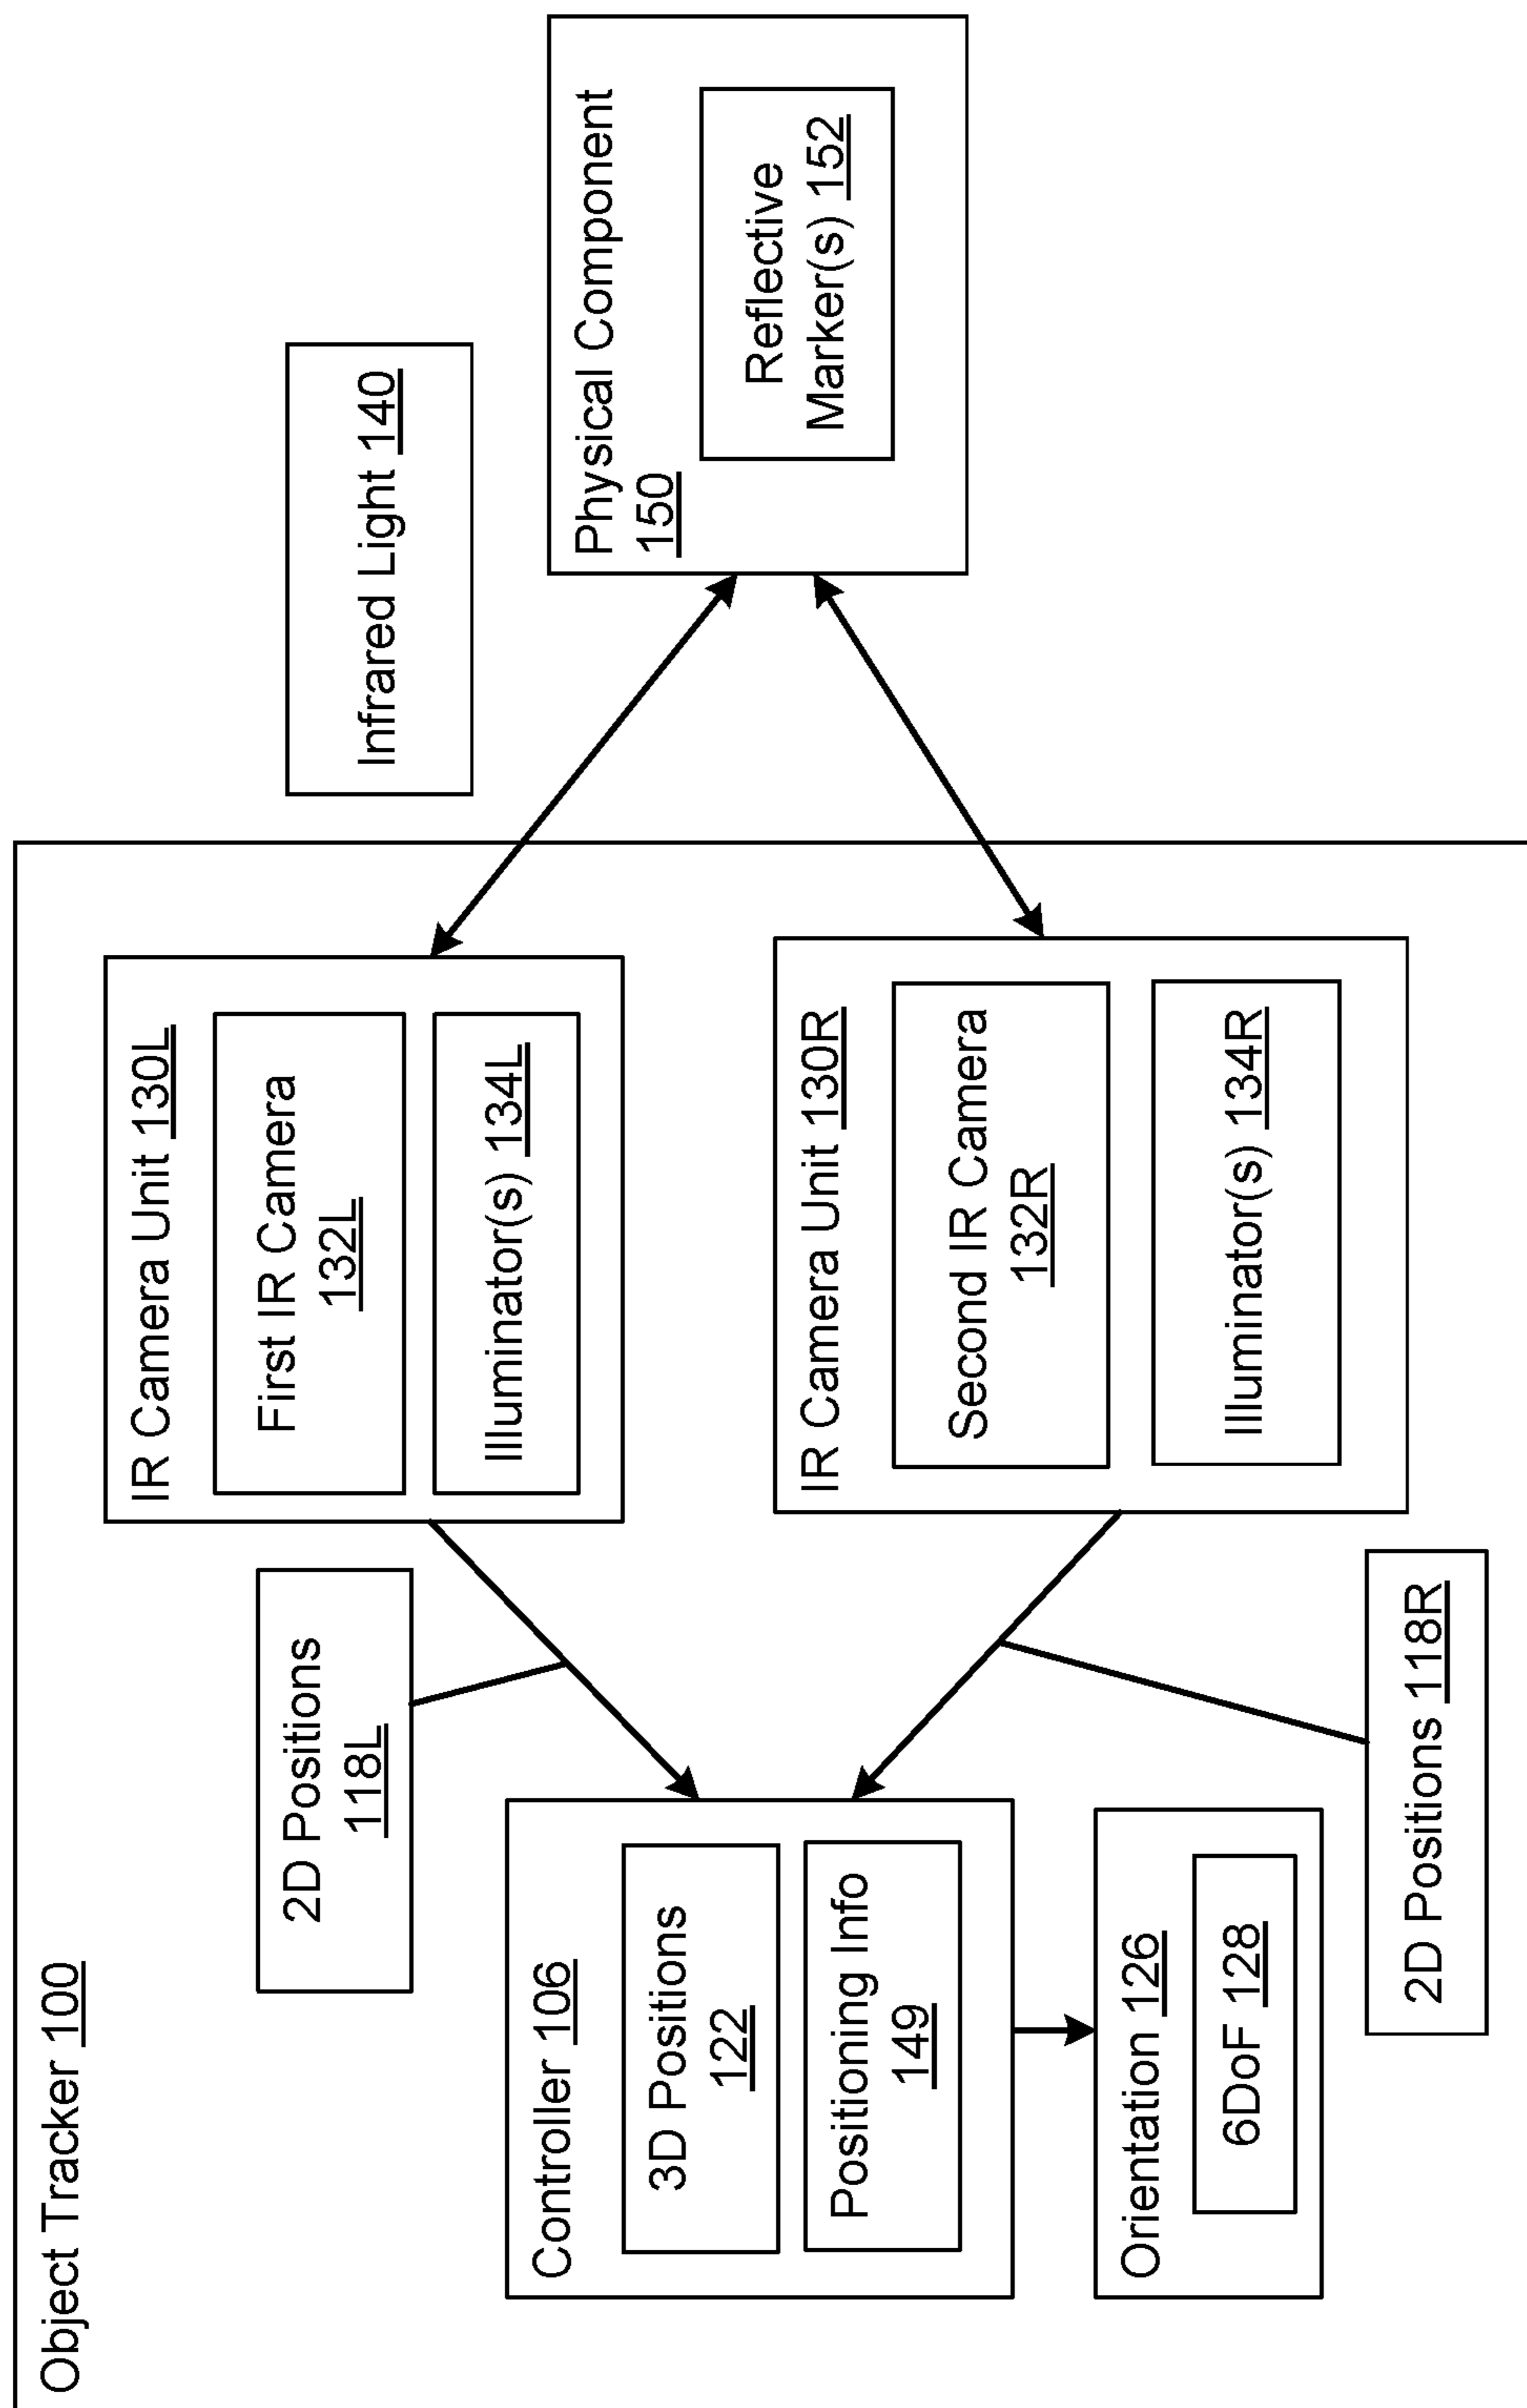 Object Tracker 100
2D Positions
118L
IR Camera Unit 130L
First IR Camera
132L
Illuminator(s) 134L
Infrared Light 140
Controller 106
3D Positions
122
Positioning Info
149
Physical Component
150
Reflective
Marker(s) 152
IR Camera Unit 130R
Second IR Camera
132R
Illuminator(s) 134R
Orientation 126
6DoF 128
2D Positions 118R